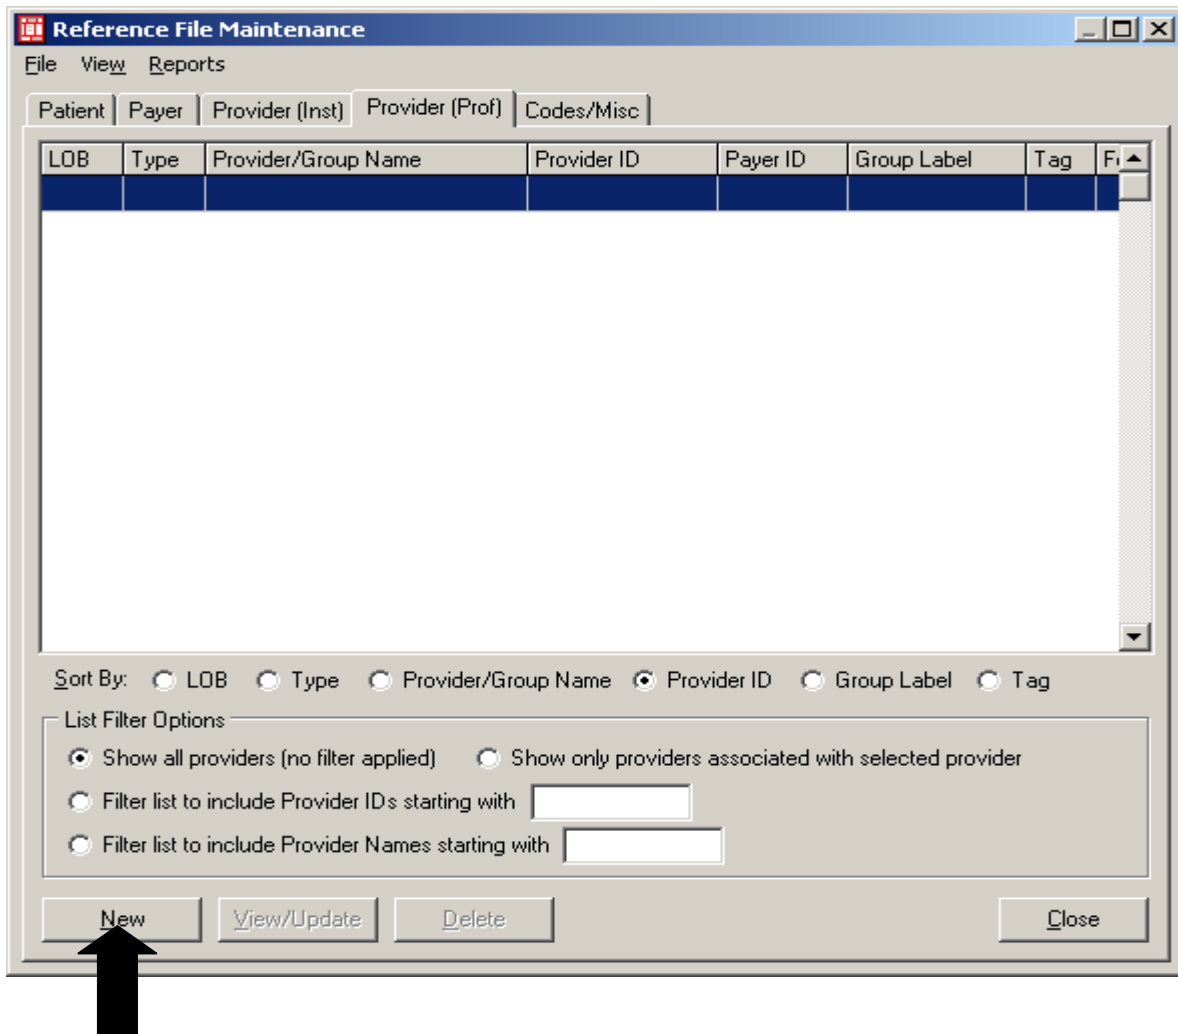 Reference File Maintenance
File View Reports
Patient Payer Provider (Inst) Provider (Prof) Codes/Misc
LOB Type Provider/Group Name Provider ID Payer ID Group Label Tag
Sort By: LOB Type Provider/Group Name Provider ID Group Label Tag
List Filter Options
Show all providers (no filter applied) Show only providers associated with selected provider
Filter list to include Provider IDs starting with
Filter list to include Provider Names starting with
New View/Update Delete Close